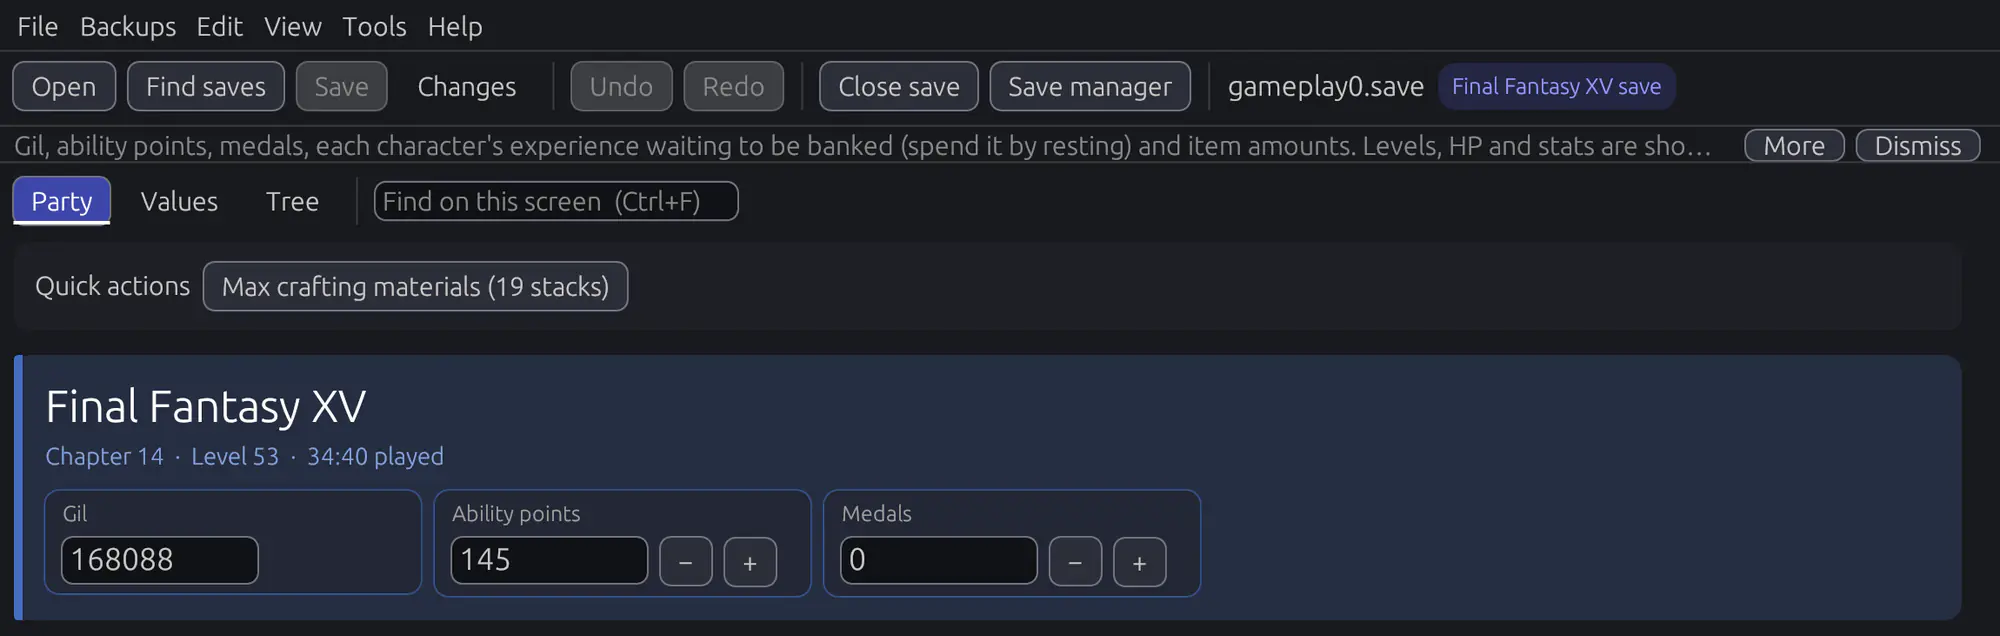 File Backups Edit View Tools Help
Open Find saves Save Changes Undo Redo Close save Save manager gameplay0.save Final Fantasy XV save
Gil, ability points, medals, each character's experience waiting to be banked (spend it by resting) and item amounts. Levels, HP and stats are sho… More Dismiss
Party Values Tree Find on this screen (Ctrl+F)
Quick actions Max crafting materials (19 stacks)
Final Fantasy XV
Chapter 14 · Level 53 · 34:40 played
Gil Ability points Medals
168088 145 − + 0 − +